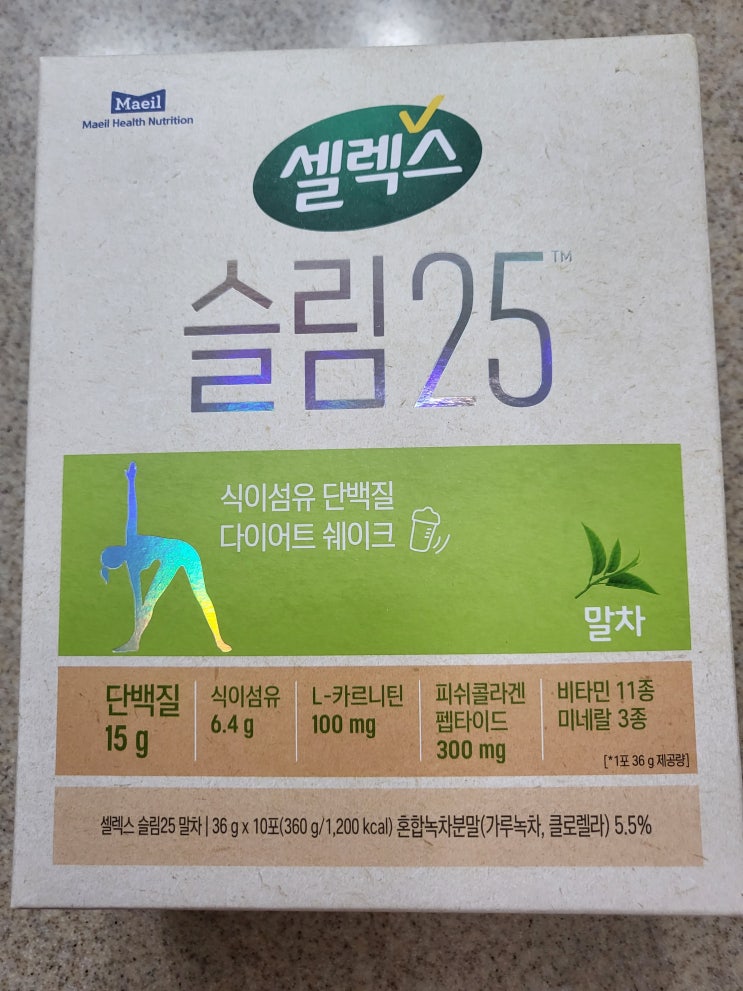 Maeil
Maeil Health Nutrition
셀렉스
슬림25™
식이섬유 단백질
다이어트 쉐이크
말차
단백질
15 g
식이섬유
6.4 g
L-카르니틴
100 mg
피쉬콜라겐
펩타이드
300 mg
비타민 11종
미네랄 3종
[*1포 36 g 제공량]
셀렉스 슬림25 말차 | 36 g x 10포(360 g/1,200 kcal) 혼합녹차분말(가루녹차, 클로렐라) 5.5%